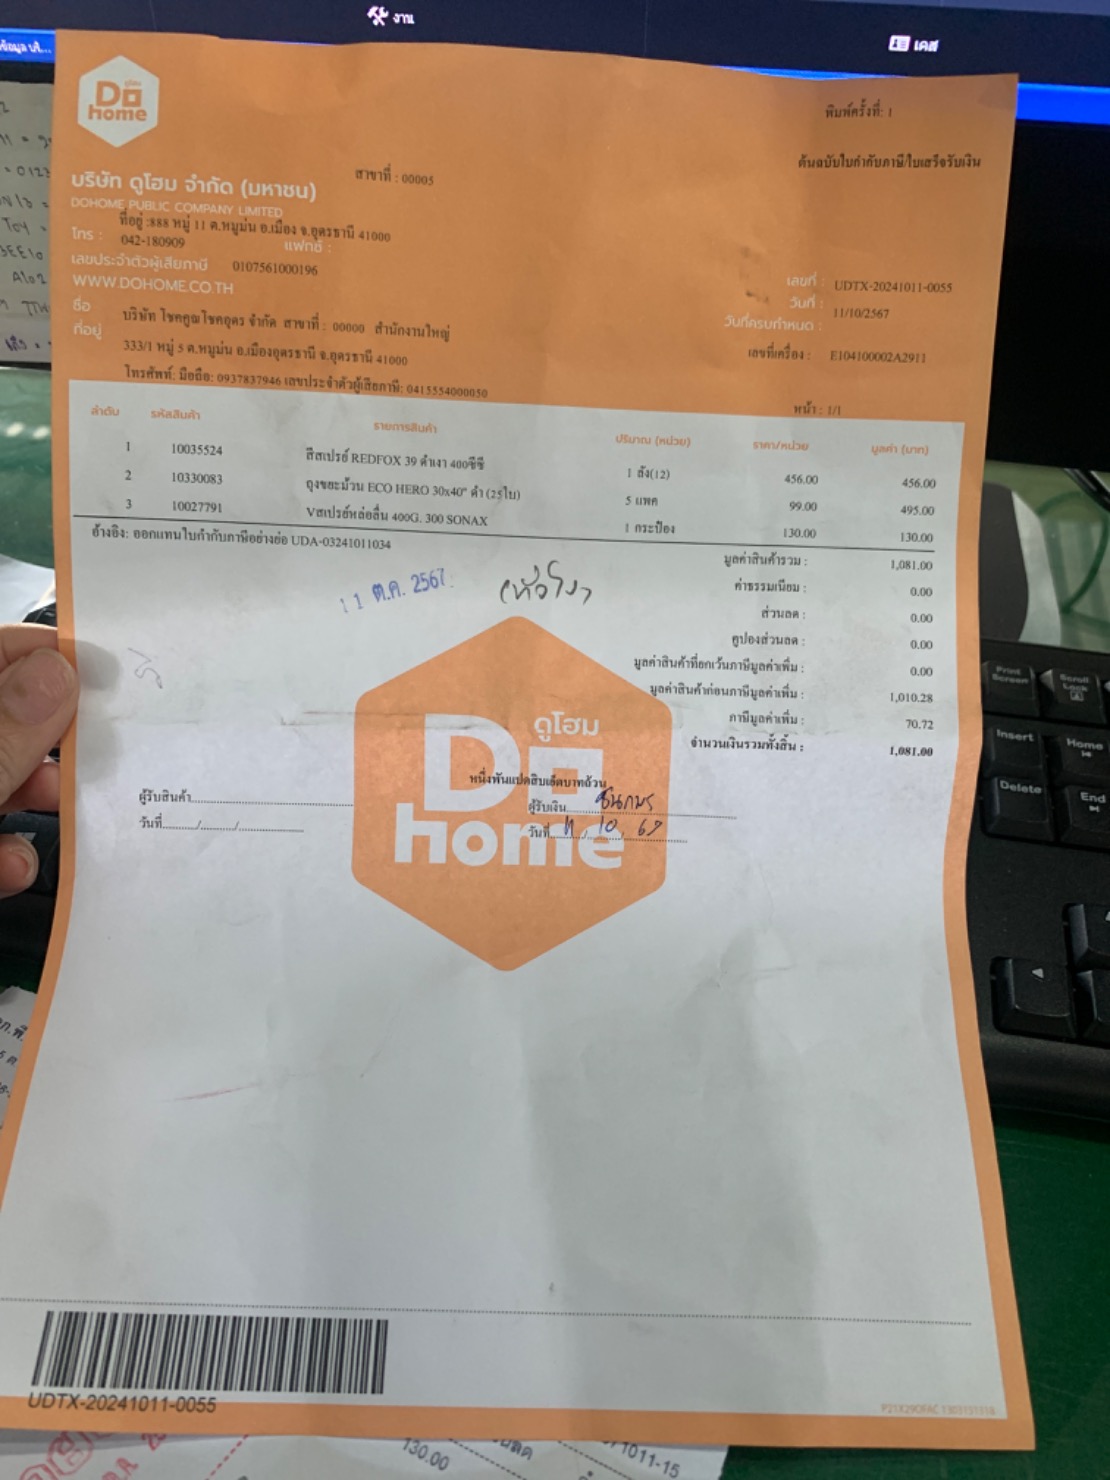 งาน
เคส
ดูโฮม
Do
home
พิมพ์ครั้งที่: 1
ต้นฉบับใบกำกับภาษี/ใบเสร็จรับเงิน
สาขาที่ : 00005
บริษัท ดูโฮม จำกัด (มหาชน)
DOHOME PUBLIC COMPANY LIMITED
ที่อยู่ :888 หมู่ 11 ต.หมูม่น อ.เมือง จ.อุดรธานี 41000
โทร : 042-180909 แฟกซ์ :
เลขประจำตัวผู้เสียภาษี 0107561000196
WWW.DOHOME.CO.TH
เลขที่ : UDTX-20241011-0055
วันที่ : 11/10/2567
วันที่ครบกำหนด :
เลขที่เครื่อง : E104100002A2911
ชื่อ บริษัท โชคคูณโชคอุดร จำกัด สาขาที่ : 00000 สำนักงานใหญ่
ที่อยู่ 333/1 หมู่ 5 ต.หมูม่น อ.เมืองอุดรธานี จ.อุดรธานี 41000
โทรศัพท์: มือถือ: 0937837946 เลขประจำตัวผู้เสียภาษี: 0415554000050
หน้า : 1/1
ลำดับ รหัสสินค้า รายการสินค้า ปริมาณ (หน่วย) ราคา/หน่วย มูลค่า (บาท)
1 10035524 สีสเปรย์ REDFOX 39 ดำเงา 400ซีซี 1 ลัง(12) 456.00 456.00
2 10330083 ถุงขยะม้วน ECO HERO 30x40" ดำ (25ใบ) 5 แพค 99.00 495.00
3 10027791 Vสเปรย์หล่อลื่น 400G. 300 SONAX 1 กระป๋อง 130.00 130.00
อ้างอิง: ออกแทนใบกำกับภาษีอย่างย่อ UDA-03241011034
มูลค่าสินค้ารวม : 1,081.00
ค่าธรรมเนียม : 0.00
ส่วนลด : 0.00
คูปองส่วนลด : 0.00
มูลค่าสินค้าที่ยกเว้นภาษีมูลค่าเพิ่ม : 0.00
มูลค่าสินค้าก่อนภาษีมูลค่าเพิ่ม : 1,010.28
ภาษีมูลค่าเพิ่ม : 70.72
จำนวนเงินรวมทั้งสิ้น : 1,081.00
11 ต.ค. 2567
ดูโฮม
Do
home
หนึ่งพันแปดสิบเอ็ดบาทถ้วน
ผู้รับสินค้า
วันที่ / /
ผู้รับเงิน
วันที่ 11 / 10 / 67
UDTX-20241011-0055
Print Screen
Scroll Lock
Insert
Home
Delete
End
130.00